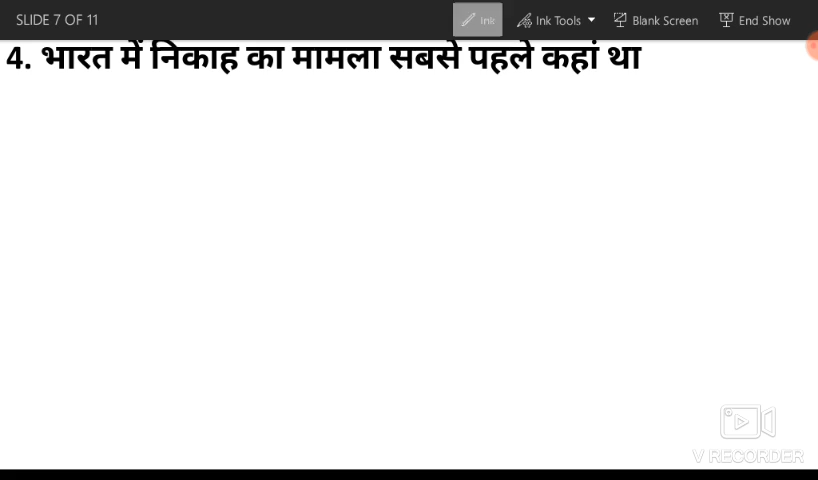 SLIDE 7 OF 11 Ink Ink Tools Blank Screen End Show
4. भारत में निकाह का मामला सबसे पहले कहां था
V RECORDER